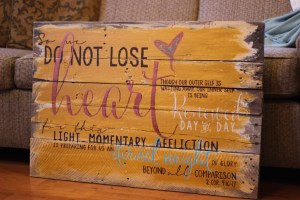 So we
DO NOT LOSE
heart
THOUGH OUR OUTER SELF IS
WASTING AWAY, OUR INNER SELF
IS BEING
Renewed
DAY by DAY
for this
LIGHT MOMENTARY AFFLICTION
IS PREPARING FOR US AN
eternal weight
OF GLORY
BEYOND all COMPARISON
2 COR. 4:16-17